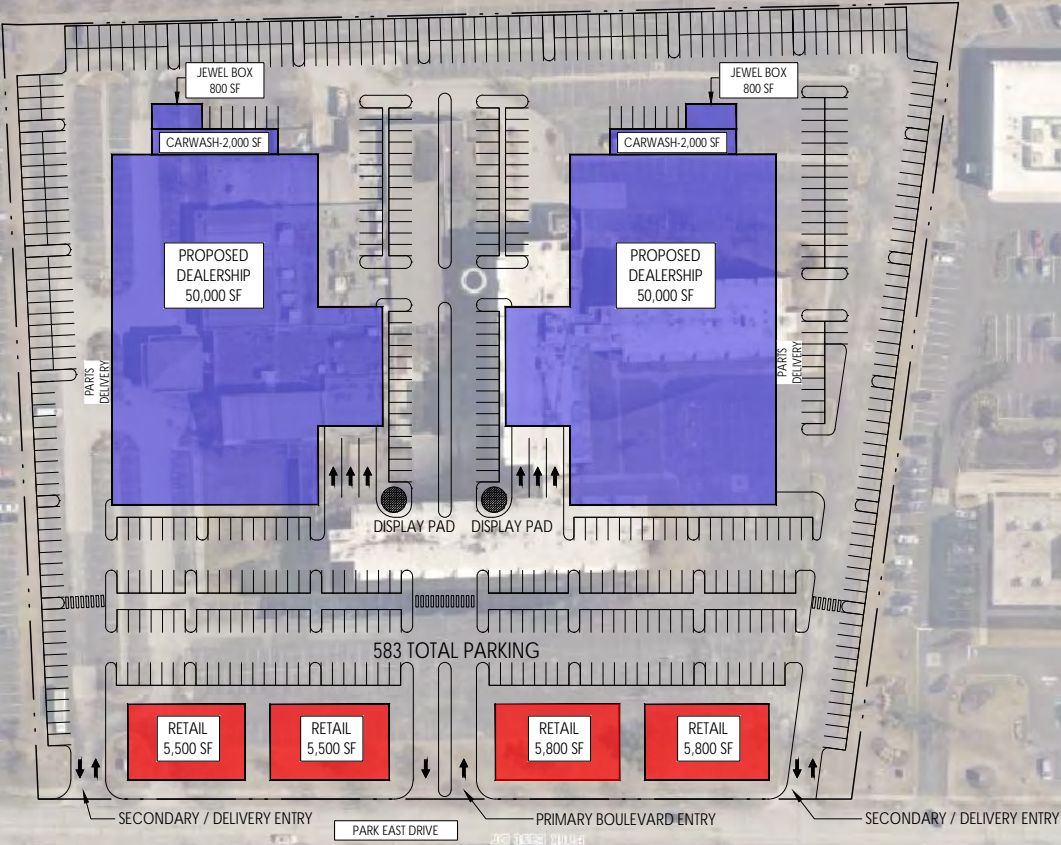 JEWEL BOX
800 SF
JEWEL BOX
800 SF
CARWASH-2,000 SF
CARWASH-2,000 SF
PROPOSED
DEALERSHIP
50,000 SF
PROPOSED
DEALERSHIP
50,000 SF
PARTS
DELIVERY
PARTS
DELIVERY
DISPLAY PAD
DISPLAY PAD
583 TOTAL PARKING
RETAIL
5,500 SF
RETAIL
5,500 SF
RETAIL
5,800 SF
RETAIL
5,800 SF
SECONDARY / DELIVERY ENTRY
PRIMARY BOULEVARD ENTRY
SECONDARY / DELIVERY ENTRY
PARK EAST DRIVE